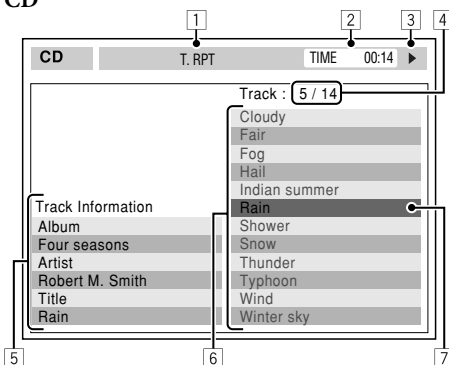 CD
1 2 3 4
CD T. RPT TIME 00:14
Track : 5 / 14
Cloudy
Fair
Fog
Hail
Indian summer
Rain
Shower
Snow
Thunder
Typhoon
Wind
Winter sky
Track Information
Album
Four seasons
Artist
Robert M. Smith
Title
Rain
5 6 7